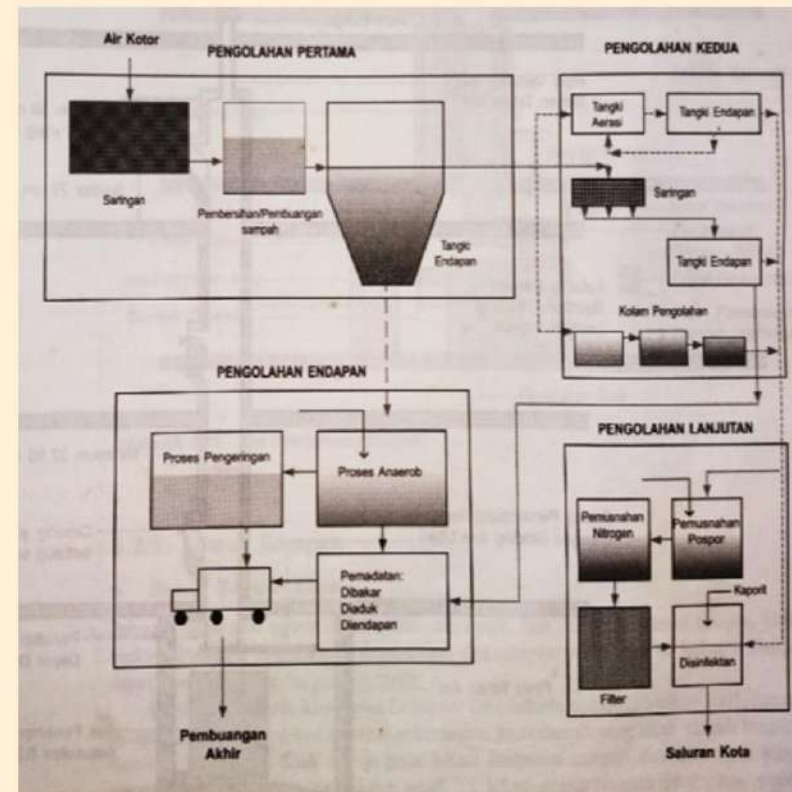 Air Kotor
PENGOLAHAN PERTAMA
Saringan
Pembersihan/Pembuangan
sampah
Tangki
Endapan
PENGOLAHAN KEDUA
Tangki
Aerasi
Tangki Endapan
Saringan
Tangki Endapan
Kolam Pengolahan
PENGOLAHAN ENDAPAN
Proses Pengeringan
Proses Anaerob
Pemadatan:
Dibakar
Diaduk
Diendapan
Pembuangan
Akhir
PENGOLAHAN LANJUTAN
Pemusnahan
Nitrogen
Pemusnahan
Pospor
Kaporit
Filter
Disinfektan
Saluran Kota